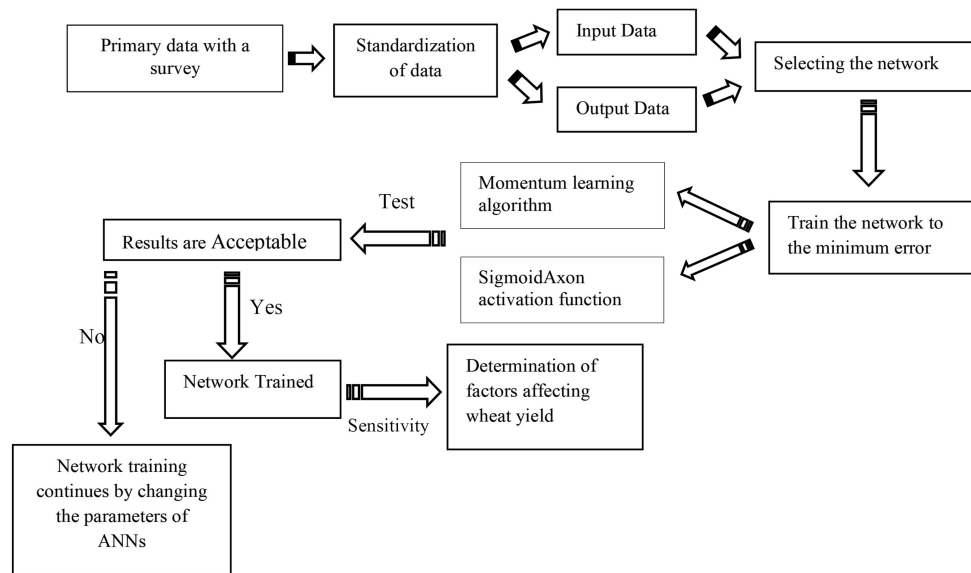 Primary data with a
survey
Standardization
of data
Input Data
Output Data
Selecting the network
Train the network to
the minimum error
Momentum learning
algorithm
SigmoidAxon
activation function
Test
Results are Acceptable
No
Yes
Network Trained
Sensitivity
Determination of
factors affecting
wheat yield
Network training
continues by changing
the parameters of
ANNs